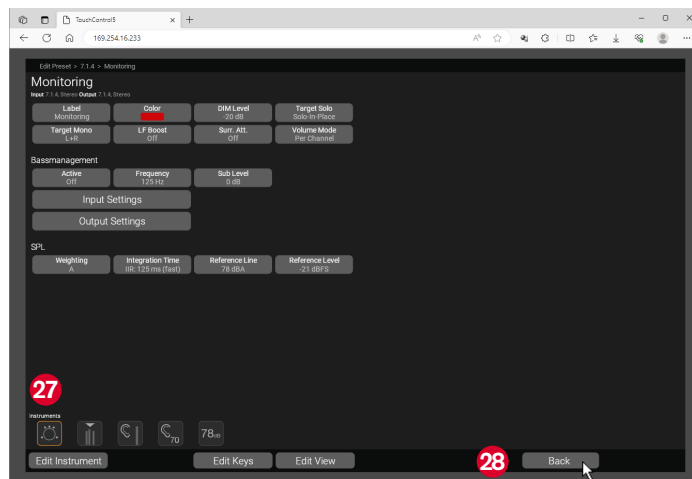 TouchControl5
169.254.16.233
Edit Preset > 7.1.4 > Monitoring
Monitoring
Input 7.1.4, Stereo Output 7.1.4, Stereo
Label Color DIM Level Target Solo
Monitoring -20 dB Solo-In-Place
Target Mono LF Boost Surr. Att. Volume Mode
L+R Off Off Per Channel
Bassmanagement
Active Frequency Sub Level
Off 125 Hz 0 dB
Input Settings
Output Settings
SPL
Weighting Integration Time Reference Line Reference Level
A IIR: 125 ms (fast) 78 dBA -21 dBFS
27
Instruments
70 78dB
Edit Instrument Edit Keys Edit View 28 Back